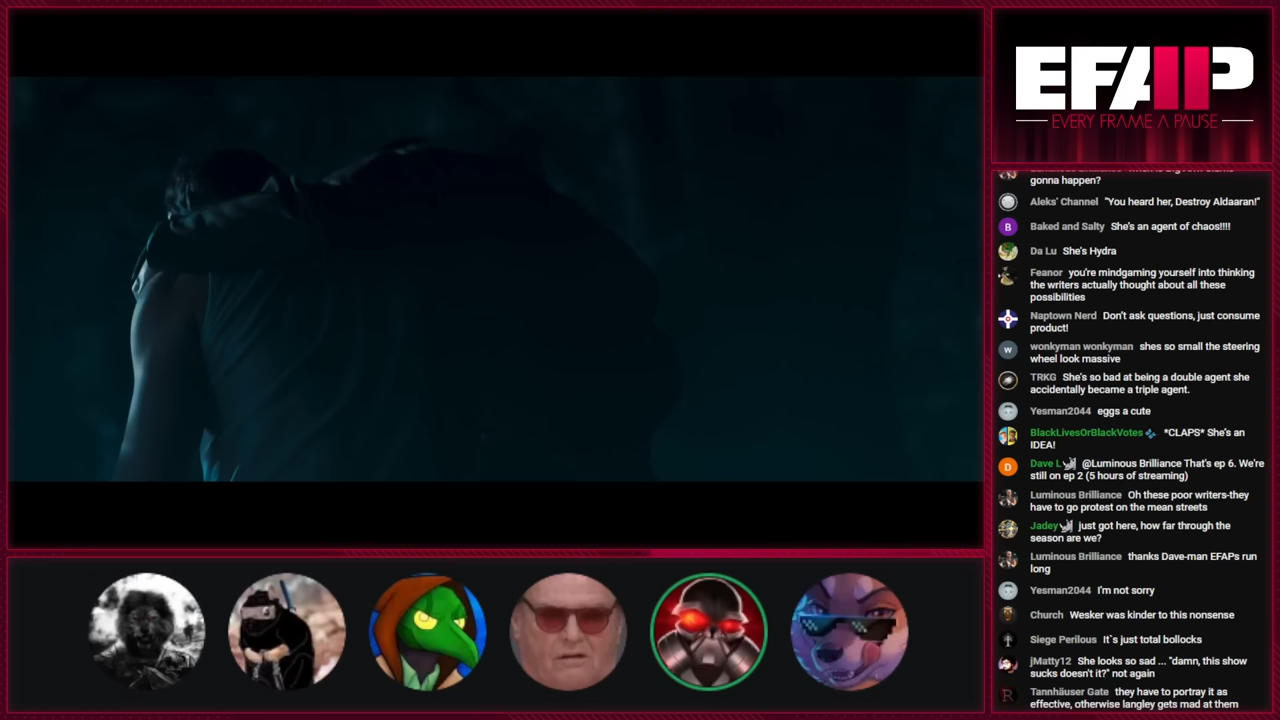 EFAP
EVERY FRAME A PAUSE
gonna happen?
Aleks' Channel "You heard her, Destroy Aldaaran!"
B
Baked and Salty She's an agent of chaos!!!!
Da Lu She's Hydra
Feanor you're mindgaming yourself into thinking
the writers actually thought about all these
possibilities
Naptown Nerd Don't ask questions, just consume
product!
w
wonkyman wonkyman shes so small the steering
wheel look massive
TRKG She's so bad at being a double agent she
accidentally became a triple agent.
Yesman2044 eggs a cute
BlackLivesOrBlackVotes *CLAPS* She's an
IDEA!
D
Dave L @Luminous Brilliance That's ep 6. We're
still on ep 2 (5 hours of streaming)
Luminous Brilliance Oh these poor writers-they
have to go protest on the mean streets
Jadey just got here, how far through the
season are we?
Luminous Brilliance thanks Dave-man EFAPs run
long
Yesman2044 I'm not sorry
Church Wesker was kinder to this nonsense
Siege Perilous It`s just total bollocks
jMatty12 She looks so sad ... "damn, this show
sucks doesn't it?" not again
R
Tannhäuser Gate they have to portray it as
effective, otherwise langley gets mad at them